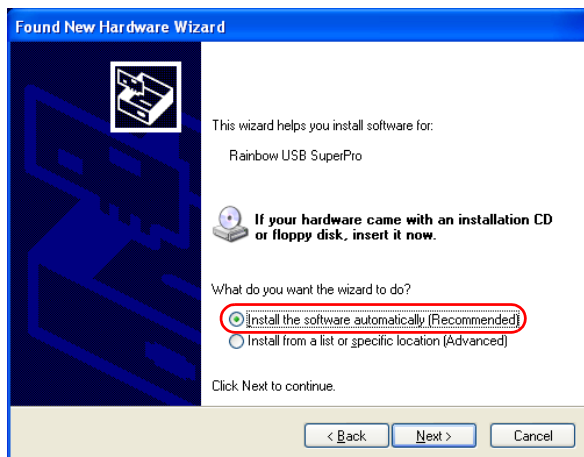 Found New Hardware Wizard
This wizard helps you install software for:
Rainbow USB SuperPro
If your hardware came with an installation CD
or floppy disk, insert it now.
What do you want the wizard to do?
Install the software automatically (Recommended)
Install from a list or specific location (Advanced)
Click Next to continue.
< Back Next > Cancel